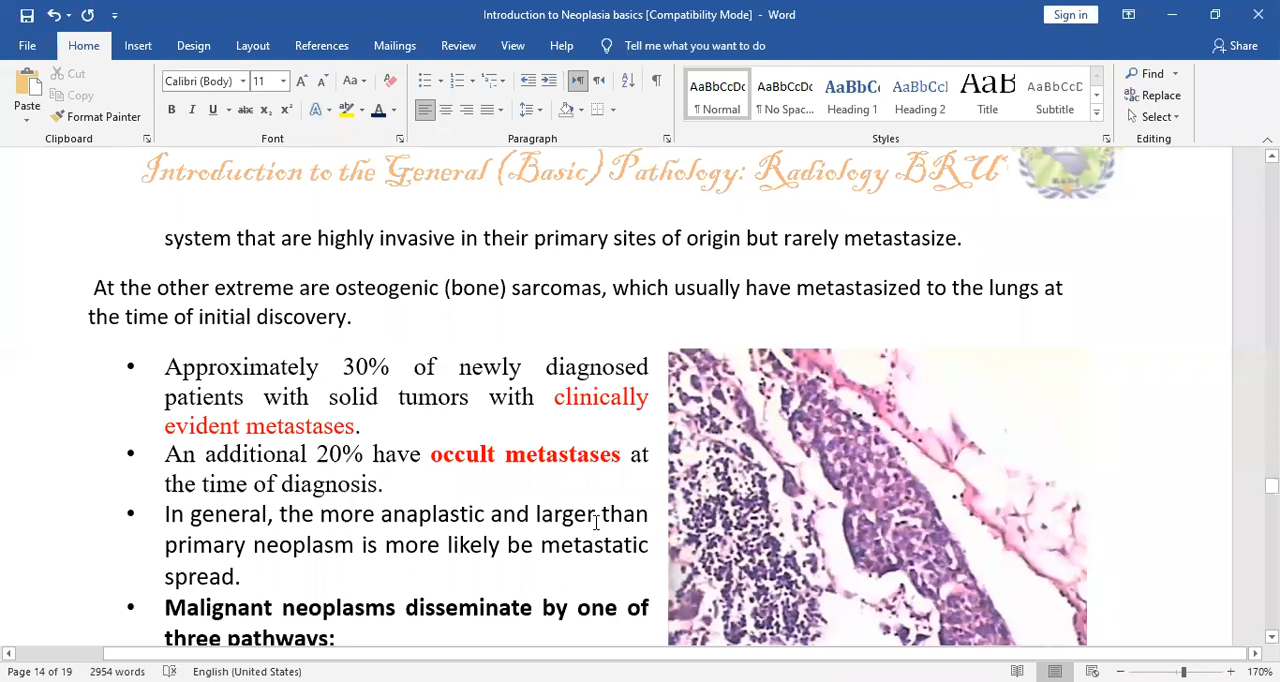 Introduction to Neoplasia basics [Compatibility Mode] - Word
Sign in
File Home Insert Design Layout References Mailings Review View Help Tell me what you want to do Share
Paste
Cut
Copy
Format Painter
Clipboard
Calibri (Body) 11
Font
Paragraph
AaBbCcDc AaBbCcDc AaBbC AaBbCcl AaB AaBbCcD
¶ Normal ¶ No Spac... Heading 1 Heading 2 Title Subtitle
Styles
Find
Replace
Select
Editing
Introduction to the General (Basic) Pathology: Radiology BRU
system that are highly invasive in their primary sites of origin but rarely metastasize.
At the other extreme are osteogenic (bone) sarcomas, which usually have metastasized to the lungs at
the time of initial discovery.
• Approximately 30% of newly diagnosed
patients with solid tumors with clinically
evident metastases.
• An additional 20% have occult metastases at
the time of diagnosis.
• In general, the more anaplastic and larger than
primary neoplasm is more likely be metastatic
spread.
• Malignant neoplasms disseminate by one of
three pathways:
Page 14 of 19 2954 words English (United States) 170%